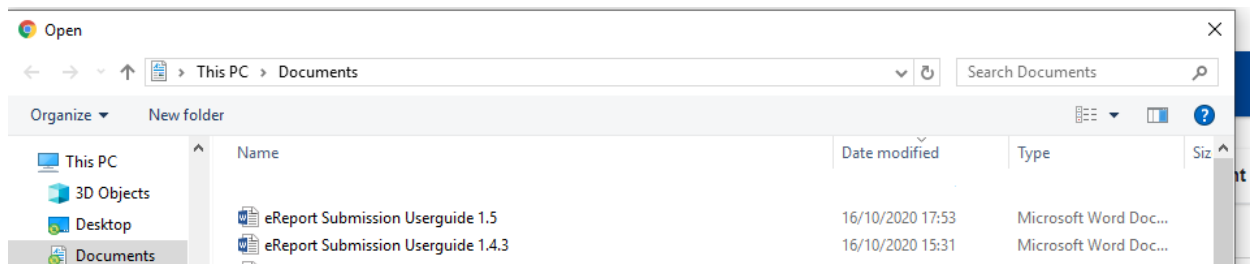 Open
This PC > Documents
Search Documents
Organize
New folder
This PC
3D Objects
Desktop
Documents
Name
Date modified
Type
Siz
eReport Submission Userguide 1.5
16/10/2020 17:53
Microsoft Word Doc...
eReport Submission Userguide 1.4.3
16/10/2020 15:31
Microsoft Word Doc...
nt